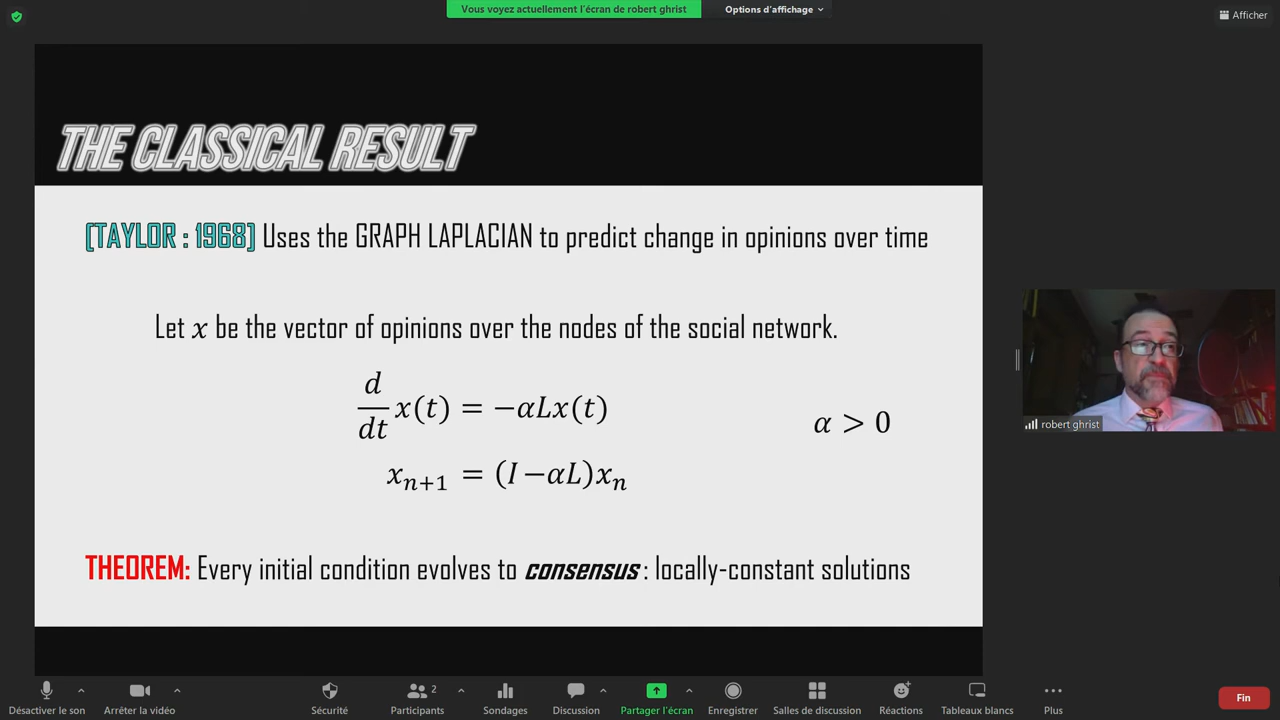 Vous voyez actuellement l'écran de robert ghrist
Options d'affichage
Afficher
THE CLASSICAL RESULT
[TAYLOR : 1968] Uses the GRAPH LAPLACIAN to predict change in opinions over time
Let x be the vector of opinions over the nodes of the social network.
d/dt x(t) = −αLx(t)
α > 0
xₙ₊₁ = (I−αL)xₙ
THEOREM: Every initial condition evolves to consensus: locally-constant solutions
robert ghrist
Désactiver le son
Arrêter la vidéo
Sécurité
Participants
2
Sondages
Discussion
Partager l'écran
Enregistrer
Salles de discussion
Réactions
Tableaux blancs
Plus
Fin